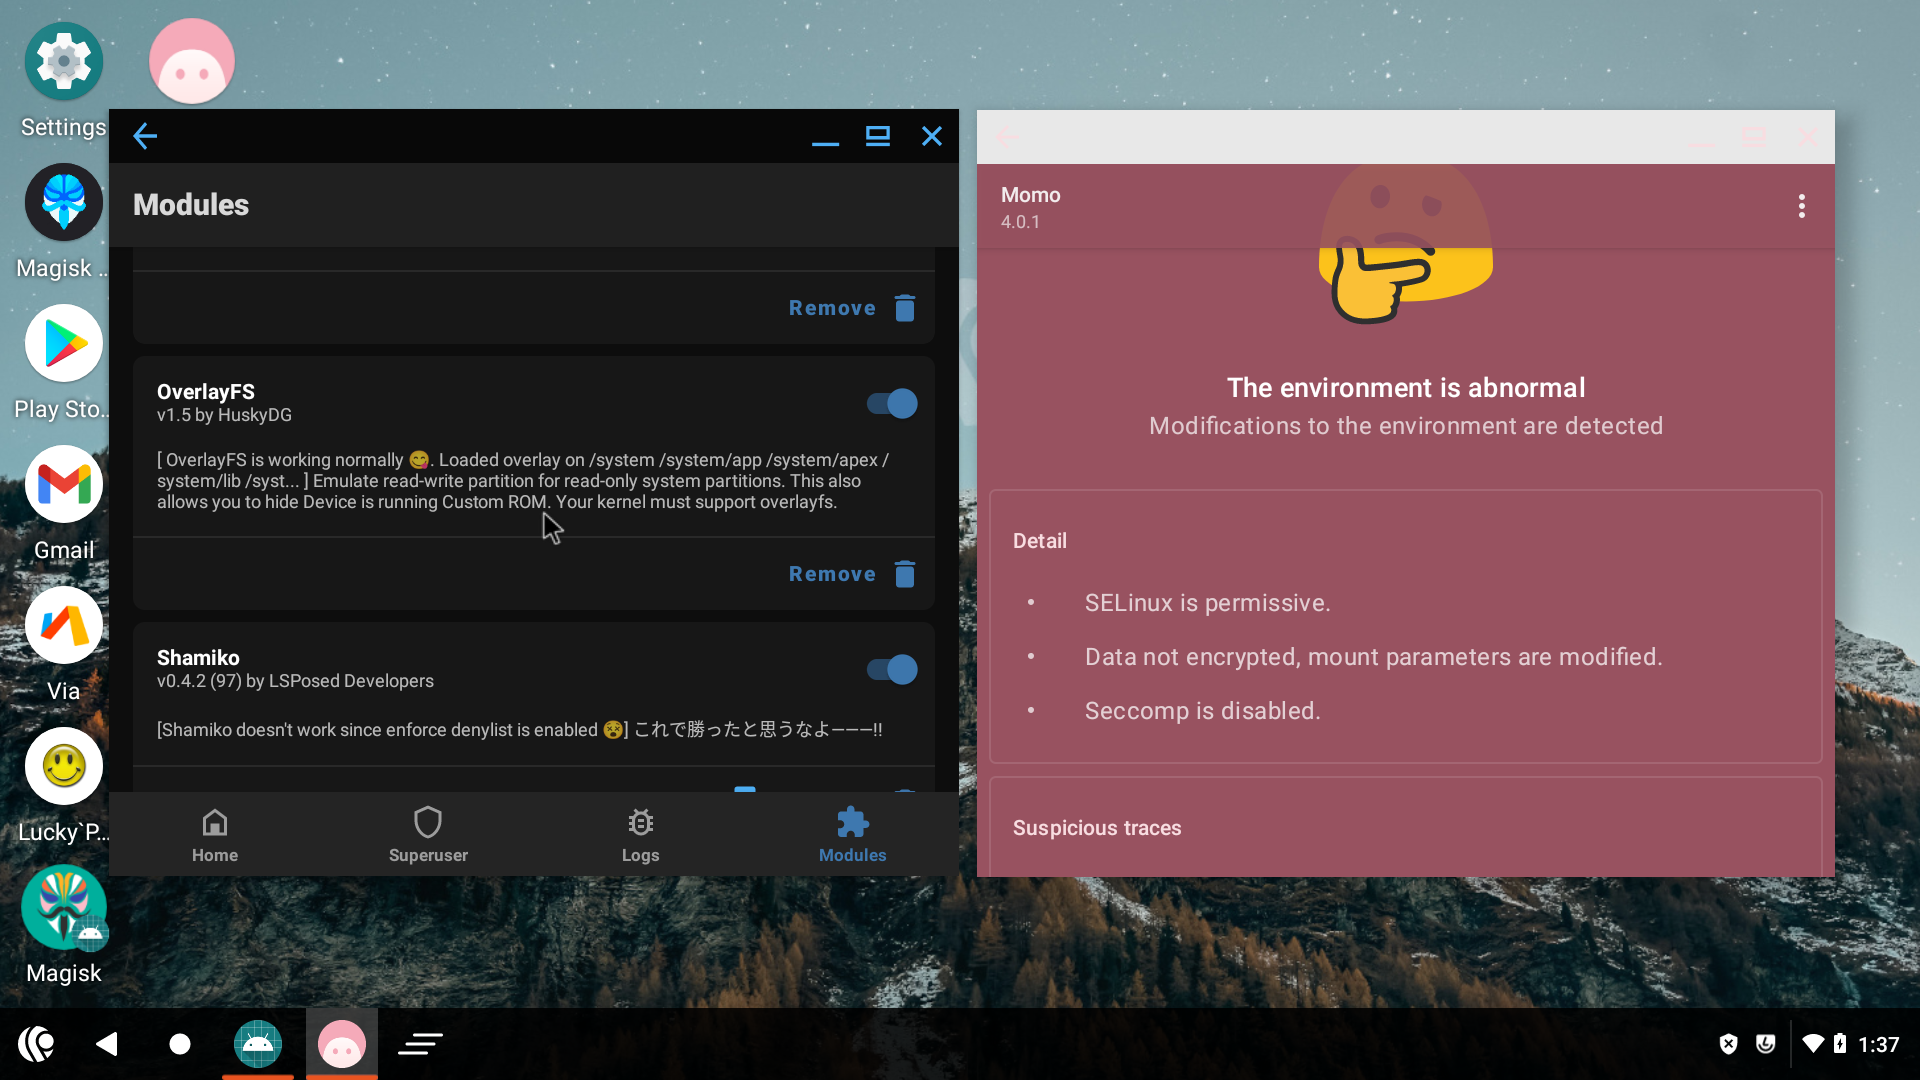 Settings
Magisk ...
Play Sto...
Gmail
Via
Lucky`P...
Magisk
Modules
Remove
OverlayFS
v1.5 by HuskyDG
[ OverlayFS is working normally 😋. Loaded overlay on /system /system/app /system/apex /
system/lib /syst... ] Emulate read-write partition for read-only system partitions. This also
allows you to hide Device is running Custom ROM. Your kernel must support overlayfs.
Remove
Shamiko
v0.4.2 (97) by LSPosed Developers
[Shamiko doesn't work since enforce denylist is enabled 😵] これで勝ったと思うなよ―――!!
Home
Superuser
Logs
Modules
Momo
4.0.1
The environment is abnormal
Modifications to the environment are detected
Detail
• SELinux is permissive.
• Data not encrypted, mount parameters are modified.
• Seccomp is disabled.
Suspicious traces
1:37